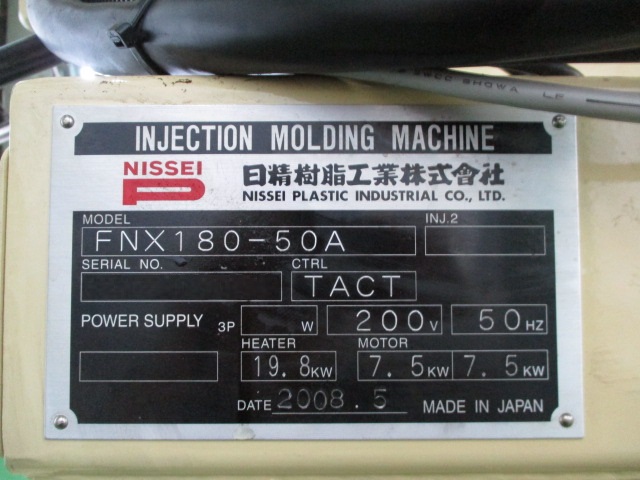 SHOWA LF
INJECTION MOLDING MACHINE
NISSEI
P
日精樹脂工業株式會社
NISSEI PLASTIC INDUSTRIAL CO., LTD.
MODEL INJ.2
FNX180-50A
SERIAL NO. CTRL
TACT
POWER SUPPLY 3P W 200V 50HZ
HEATER MOTOR
19.8KW 7.5KW 7.5KW
DATE 2008.5 MADE IN JAPAN